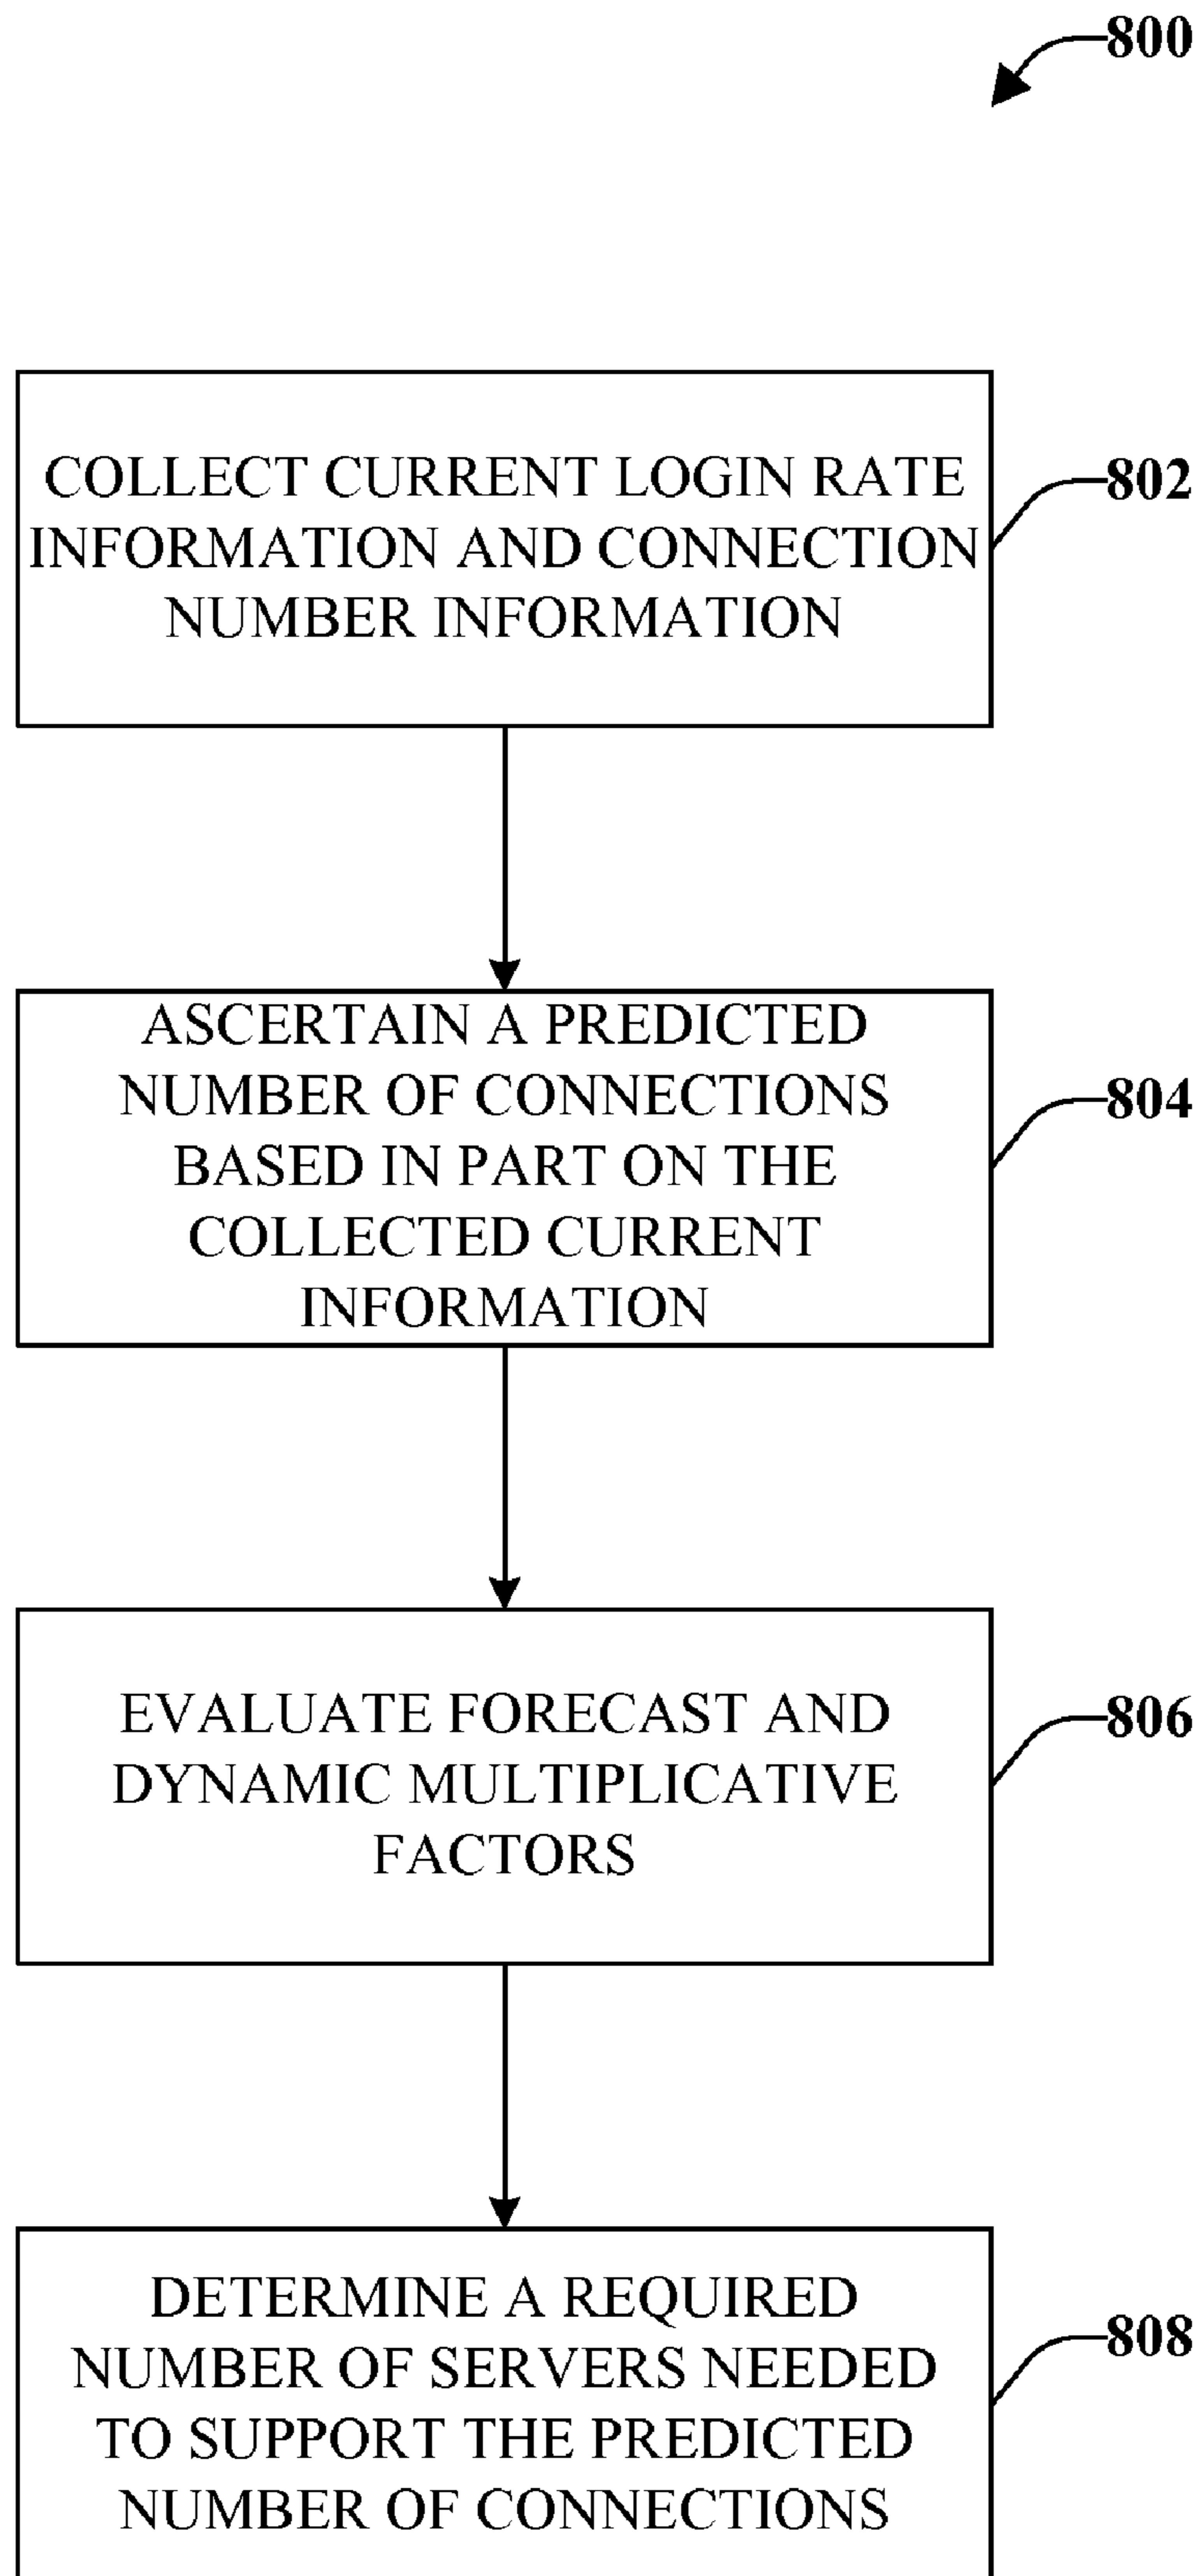 800
COLLECT CURRENT LOGIN RATE
INFORMATION AND CONNECTION
NUMBER INFORMATION
802
ASCERTAIN A PREDICTED
NUMBER OF CONNECTIONS
BASED IN PART ON THE
COLLECTED CURRENT
INFORMATION
804
EVALUATE FORECAST AND
DYNAMIC MULTIPLICATIVE
FACTORS
806
DETERMINE A REQUIRED
NUMBER OF SERVERS NEEDED
TO SUPPORT THE PREDICTED
NUMBER OF CONNECTIONS
808